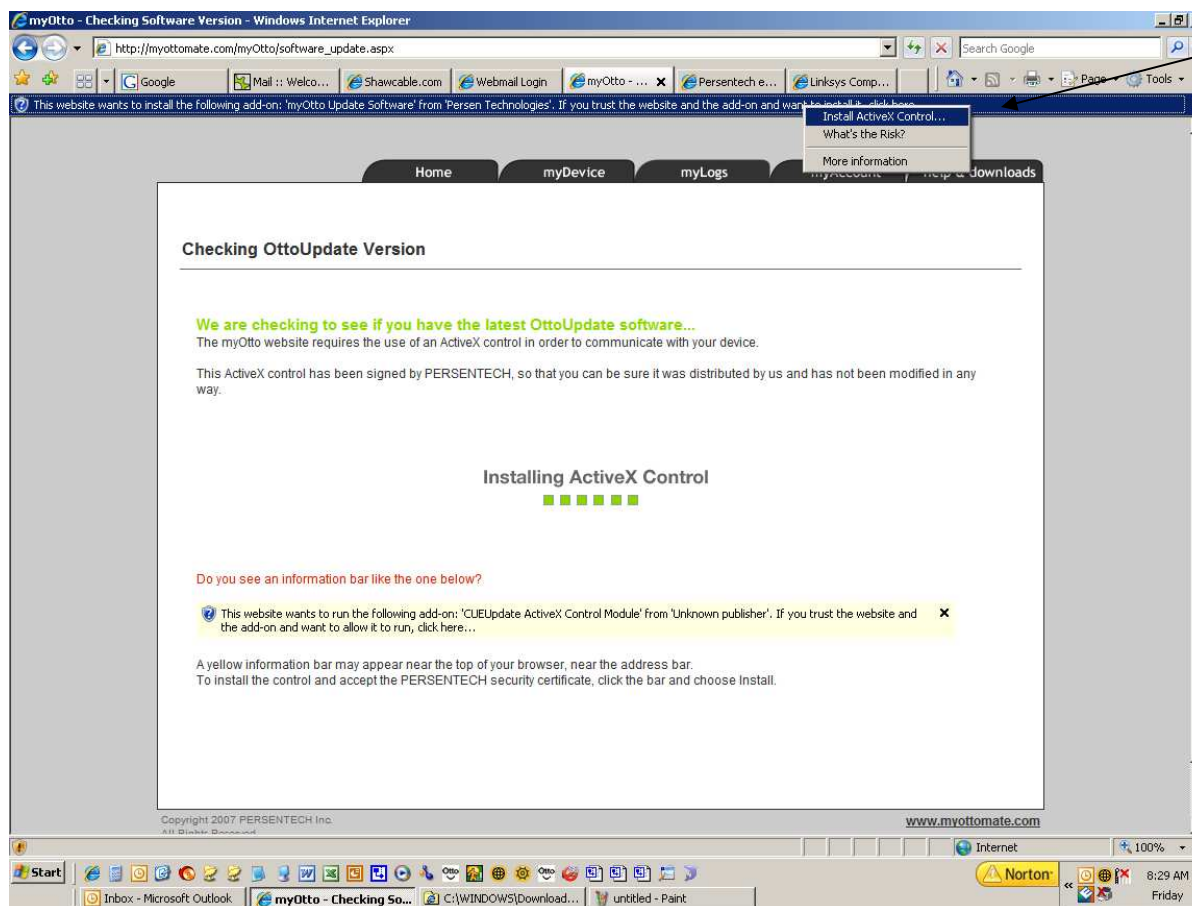 myOtto - Checking Software Version - Windows Internet Explorer
http://myottomate.com/myOtto/software_update.aspx
Search Google
Google
Mail :: Welco...
Shawcable.com
Webmail Login
myOtto - ...
Persentech e...
Linksys Comp...
Page
Tools
This website wants to install the following add-on: 'myOtto Update Software' from 'Persen Technologies'. If you trust the website and the add-on and want to install it, click here...
Install ActiveX Control...
What's the Risk?
More information
Home
myDevice
myLogs
myAccount
help & downloads
Checking OttoUpdate Version
We are checking to see if you have the latest OttoUpdate software...
The myOtto website requires the use of an ActiveX control in order to communicate with your device.
This ActiveX control has been signed by PERSENTECH, so that you can be sure it was distributed by us and has not been modified in any
way.
Installing ActiveX Control
Do you see an information bar like the one below?
This website wants to run the following add-on: 'CUEUpdate ActiveX Control Module' from 'Unknown publisher'. If you trust the website and
the add-on and want to allow it to run, click here...
A yellow information bar may appear near the top of your browser, near the address bar.
To install the control and accept the PERSENTECH security certificate, click the bar and choose Install.
Copyright 2007 PERSENTECH Inc.
All Rights Reserved
www.myottomate.com
Internet
100%
Start
Norton
8:29 AM
Inbox - Microsoft Outlook
myOtto - Checking So...
C:\WINDOWS\Download...
untitled - Paint
Friday